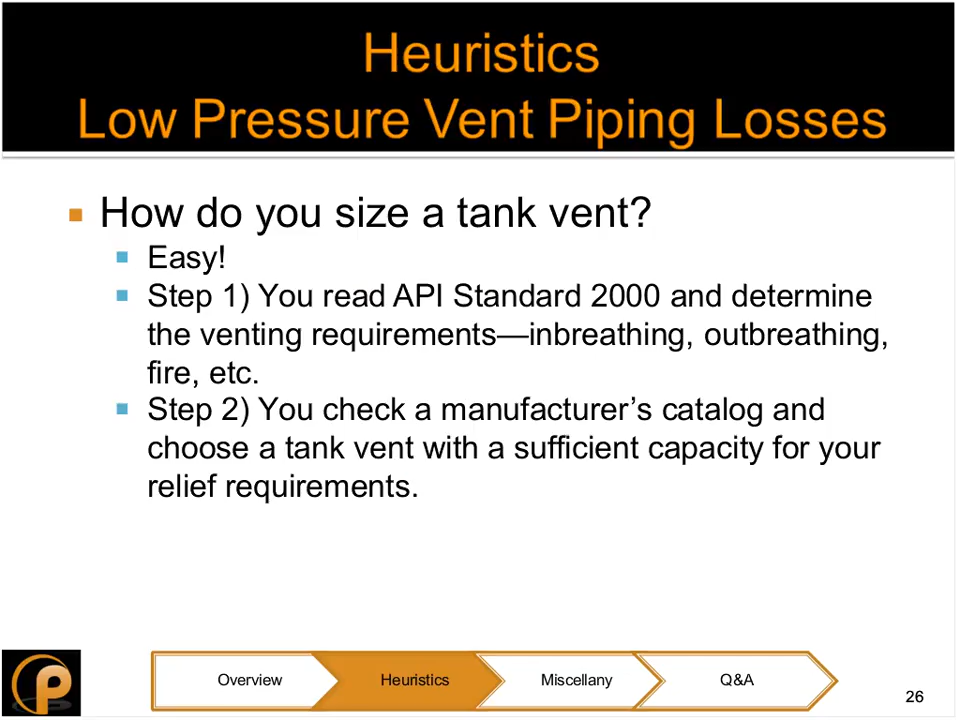 Heuristics
Low Pressure Vent Piping Losses
How do you size a tank vent?
Easy!
Step 1) You read API Standard 2000 and determine
the venting requirements—inbreathing, outbreathing,
fire, etc.
Step 2) You check a manufacturer’s catalog and
choose a tank vent with a sufficient capacity for your
relief requirements.
P
Overview Heuristics Miscellany Q&A
26